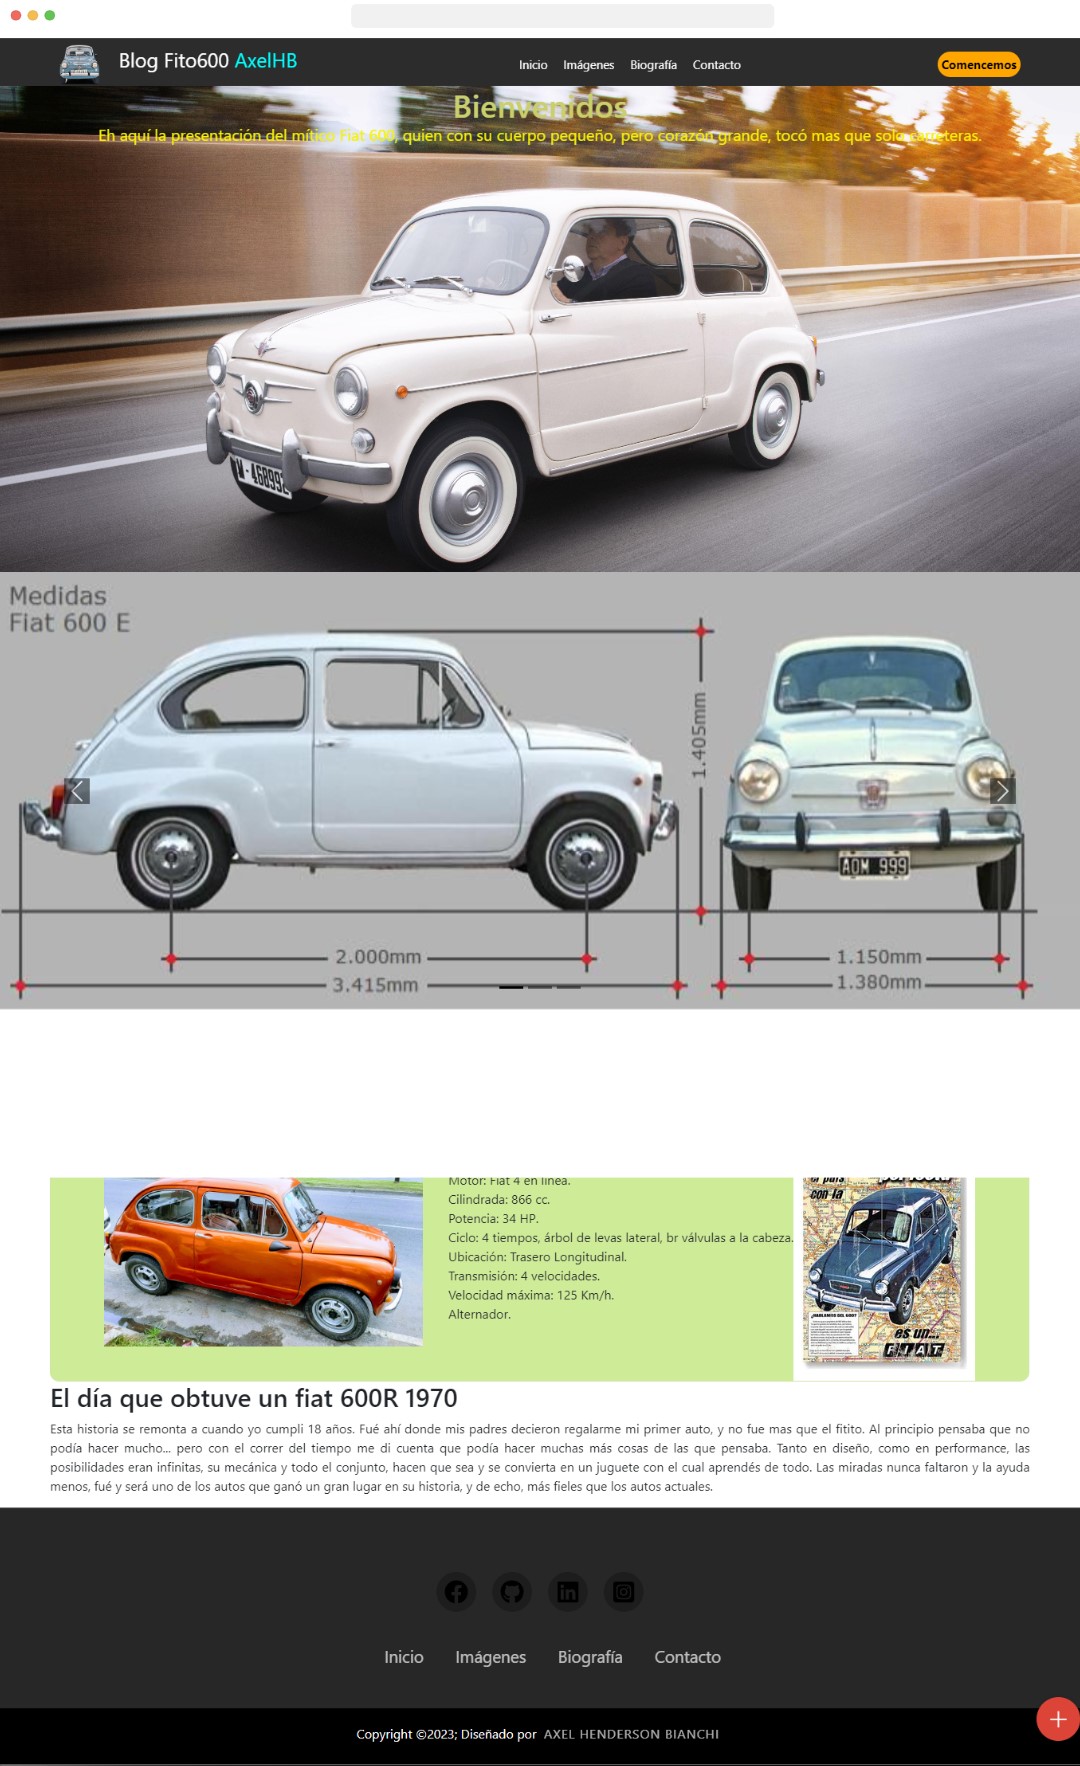 Blog Fito600 AxelHB
Inicio Imágenes Biografía Contacto
Comencemos
Bienvenidos
Eh aquí la presentación del mítico Fiat 600, quien con su cuerpo pequeño, pero corazón grande, tocó mas que solo carreteras.
Medidas
Fiat 600 E
1.405mm
AOM 999
2.000mm
3.415mm
1.150mm
1.380mm
Motor: Fiat 4 en línea.
Cilindrada: 866 cc.
Potencia: 34 HP.
Ciclo: 4 tiempos, árbol de levas lateral, br válvulas a la cabeza.
Ubicación: Trasero Longitudinal.
Transmisión: 4 velocidades.
Velocidad máxima: 125 Km/h.
Alternador.
con la
es un...
FIAT
El día que obtuve un fiat 600R 1970
Esta historia se remonta a cuando yo cumpli 18 años. Fué ahí donde mis padres decieron regalarme mi primer auto, y no fue mas que el fitito. Al principio pensaba que no
podía hacer mucho... pero con el correr del tiempo me di cuenta que podía hacer muchas más cosas de las que pensaba. Tanto en diseño, como en performance, las
posibilidades eran infinitas, su mecánica y todo el conjunto, hacen que sea y se convierta en un juguete con el cual aprendés de todo. Las miradas nunca faltaron y la ayuda
menos, fué y será uno de los autos que ganó un gran lugar en su historia, y de echo, más fieles que los autos actuales.
Inicio Imágenes Biografía Contacto
Copyright ©2023; Diseñado por AXEL HENDERSON BIANCHI